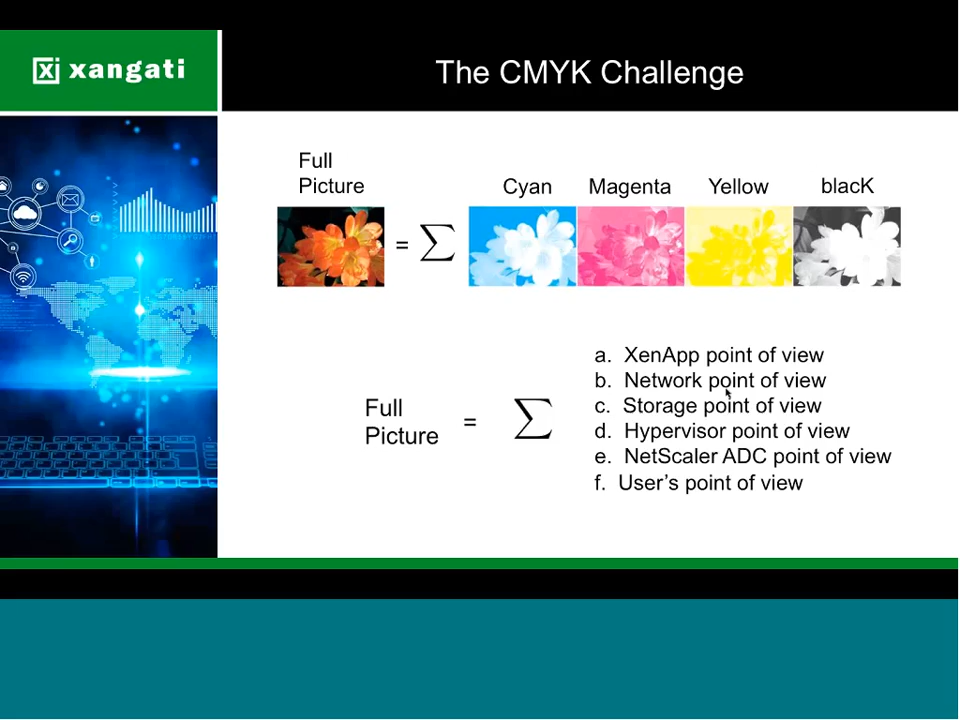 xi xangati
The CMYK Challenge
Full
Picture
Cyan Magenta Yellow blacK
= ∑
Full
Picture
= ∑
a. XenApp point of view
b. Network point of view
c. Storage point of view
d. Hypervisor point of view
e. NetScaler ADC point of view
f. User's point of view